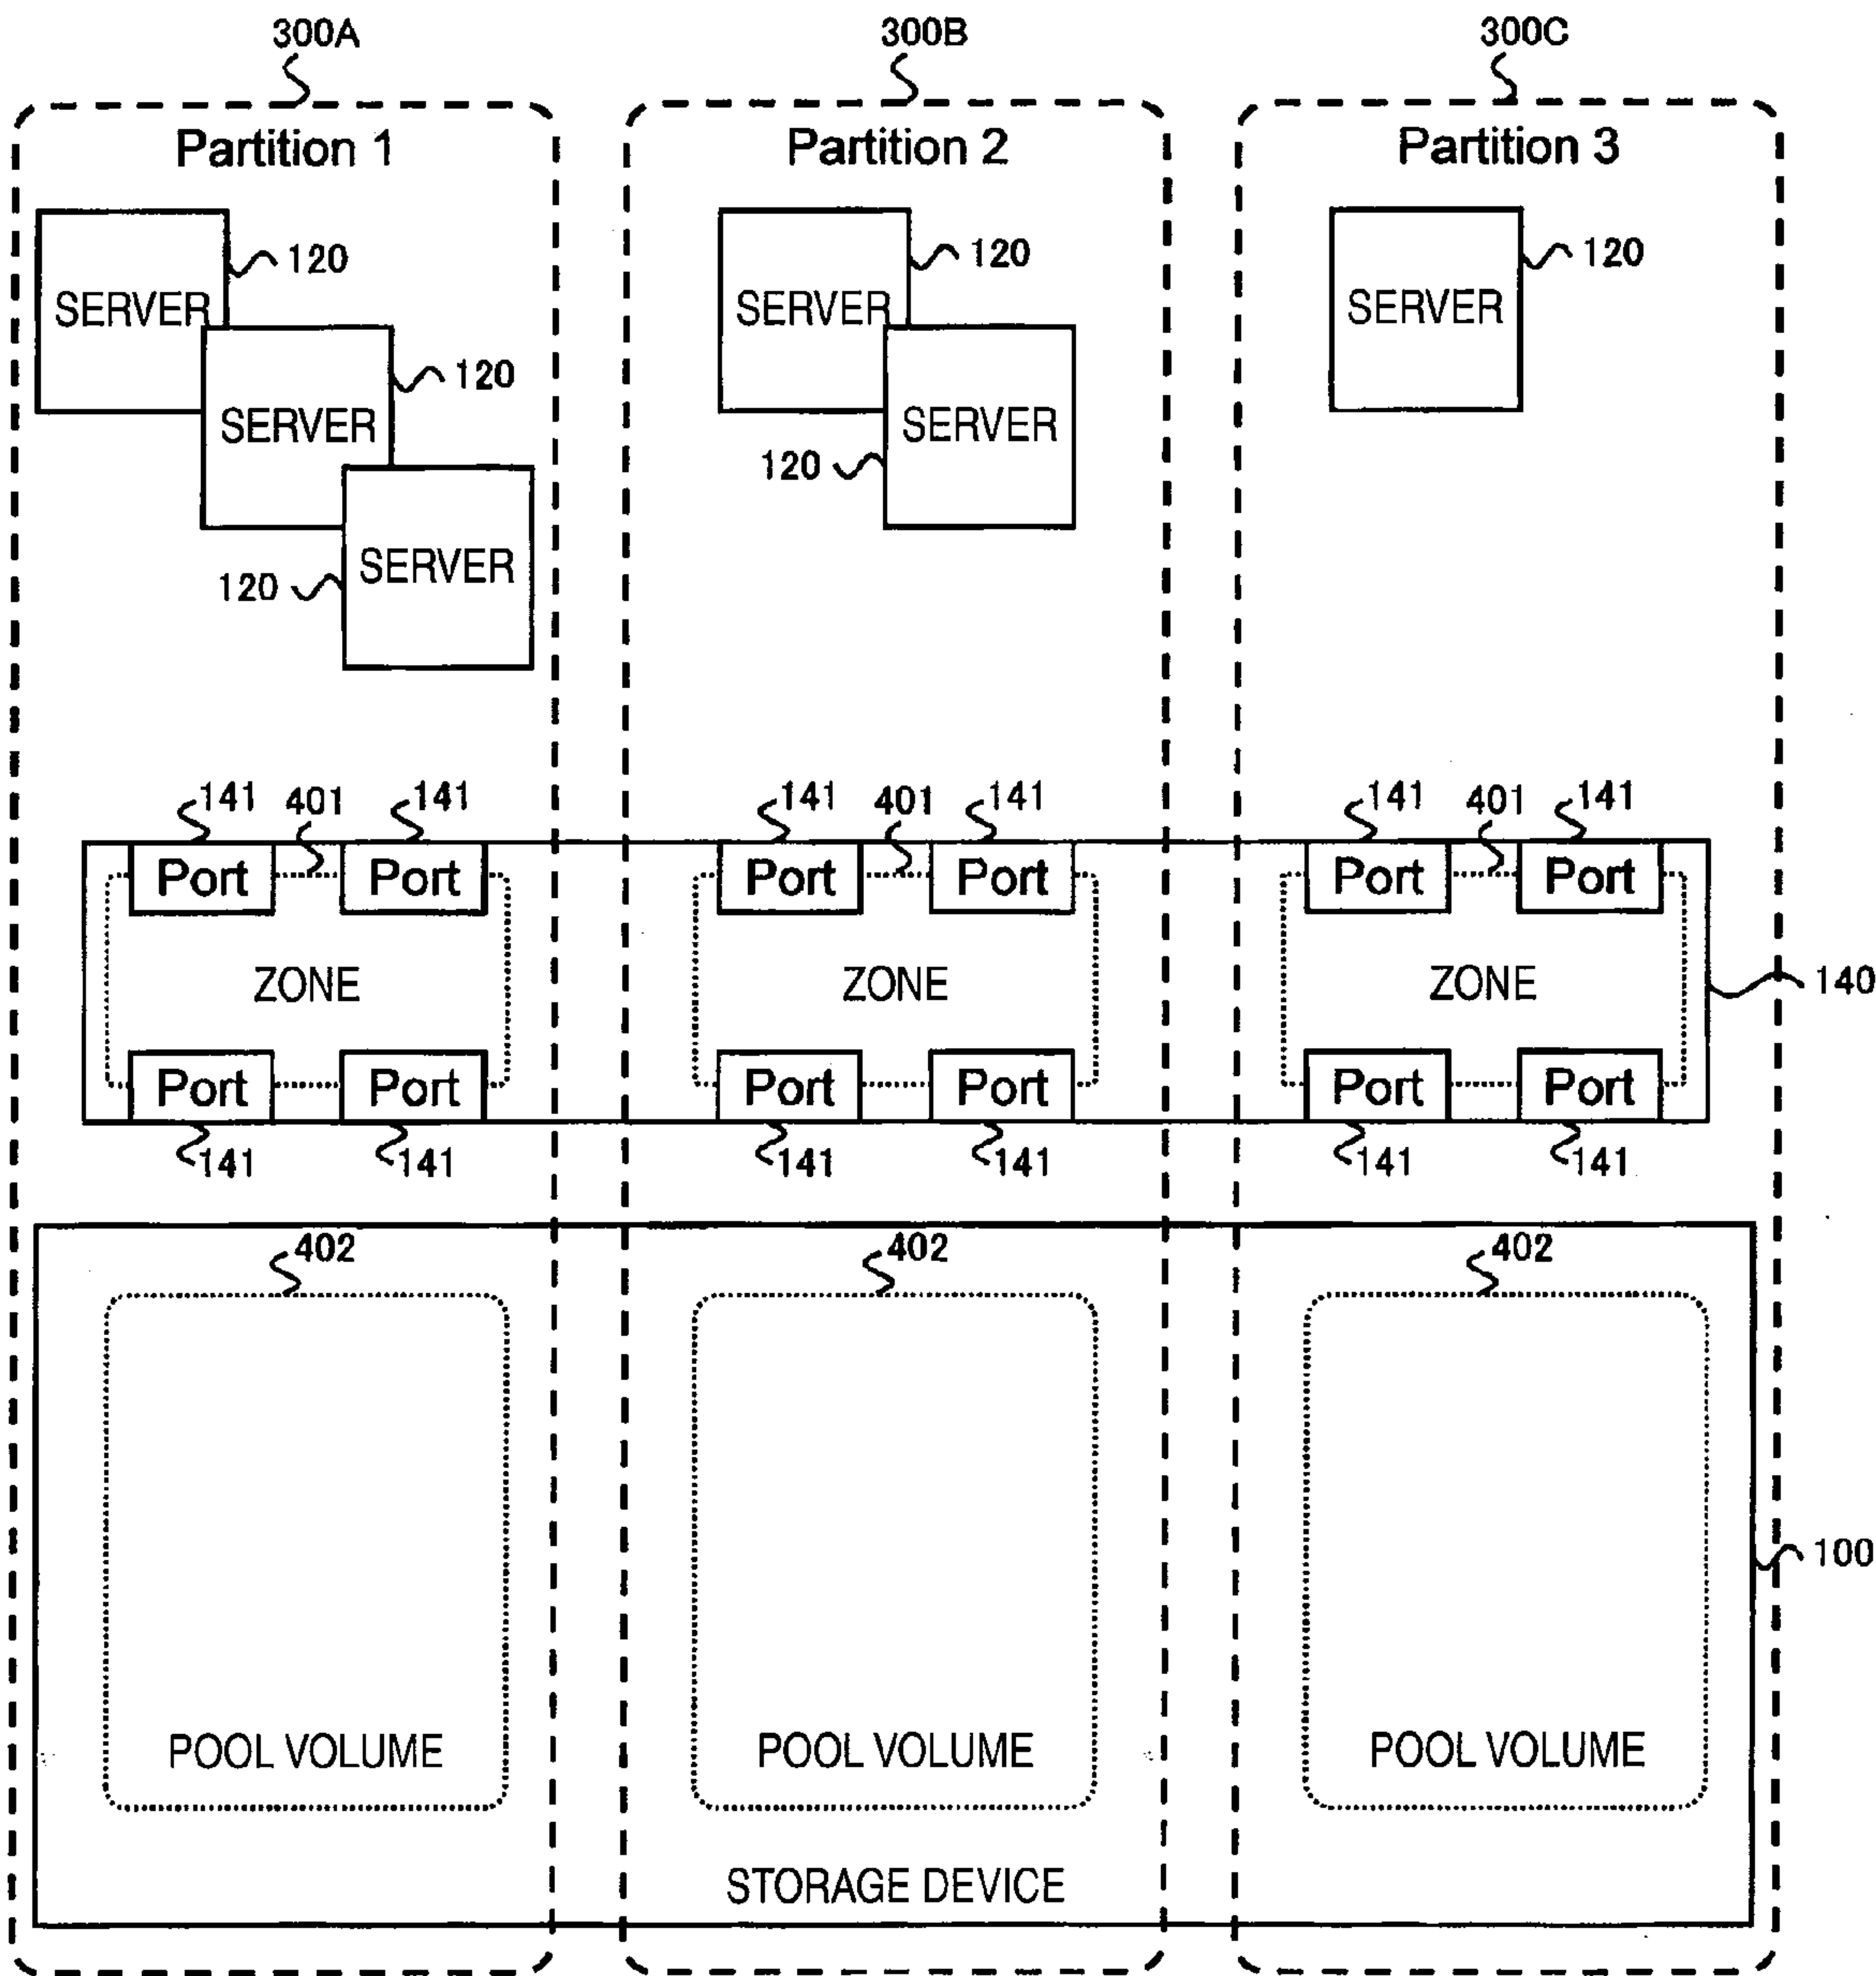 300A 300B 300C
Partition 1 Partition 2 Partition 3
120 120 120
SERVER SERVER SERVER
120
SERVER SERVER
120
SERVER
120
141 401 141 141 401 141 141 401 141
Port Port Port Port Port Port
ZONE ZONE ZONE 140
Port Port Port Port Port Port
141 141 141 141 141 141
402 402 402
100
POOL VOLUME POOL VOLUME POOL VOLUME
STORAGE DEVICE